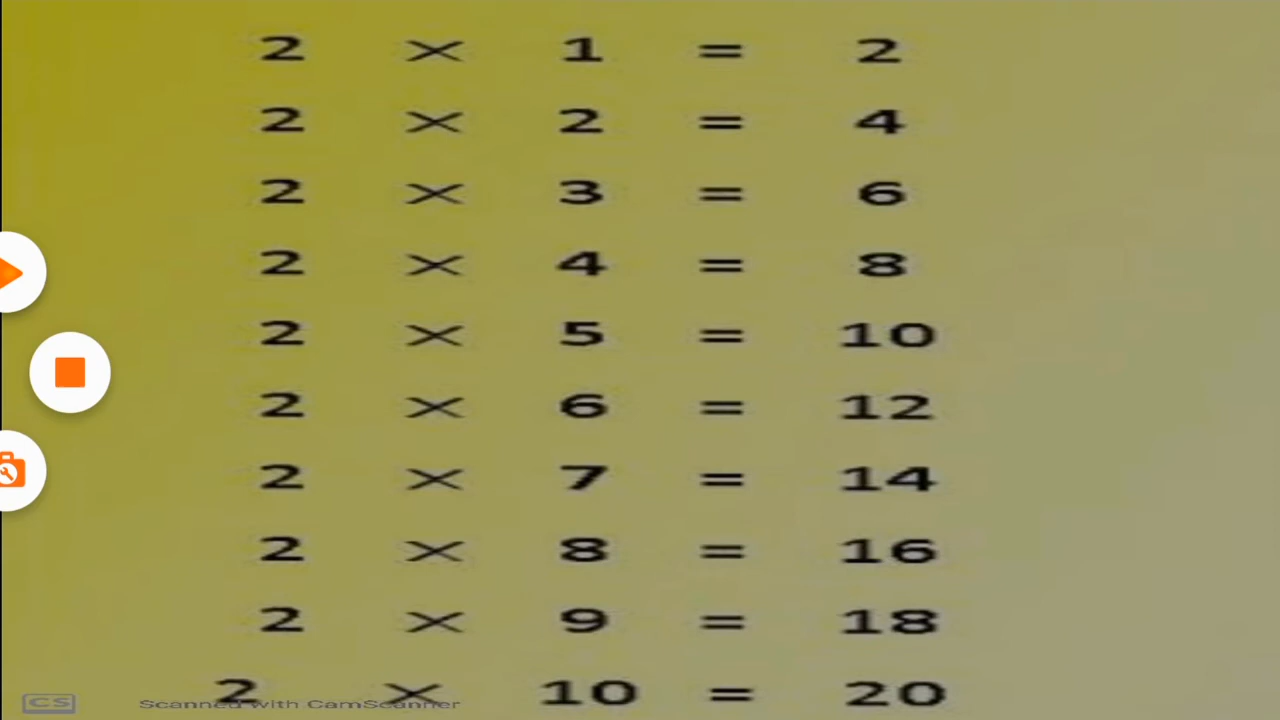 2 × 1 = 2
2 × 2 = 4
2 × 3 = 6
2 × 4 = 8
2 × 5 = 10
2 × 6 = 12
2 × 7 = 14
2 × 8 = 16
2 × 9 = 18
2 × 10 = 20
CS Scanned with CamScanner